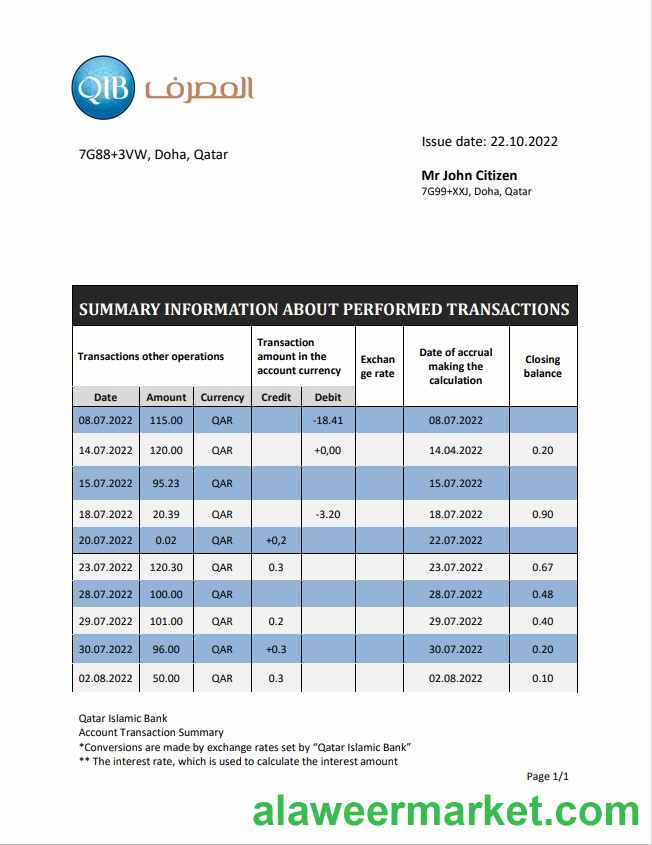 QIB المصرف
Issue date: 22.10.2022
7G88+3VW, Doha, Qatar
Mr John Citizen
7G99+XXJ, Doha, Qatar
SUMMARY INFORMATION ABOUT PERFORMED TRANSACTIONS
Transactions other operations
Transaction
amount in the
account currency
Exchan
ge rate
Date of accrual
making the
calculation
Closing
balance
Date Amount Currency Credit Debit
08.07.2022 115.00 QAR -18.41 08.07.2022
14.07.2022 120.00 QAR +0,00 14.04.2022 0.20
15.07.2022 95.23 QAR 15.07.2022
18.07.2022 20.39 QAR -3.20 18.07.2022 0.90
20.07.2022 0.02 QAR +0,2 22.07.2022
23.07.2022 120.30 QAR 0.3 23.07.2022 0.67
28.07.2022 100.00 QAR 28.07.2022 0.48
29.07.2022 101.00 QAR 0.2 29.07.2022 0.40
30.07.2022 96.00 QAR +0.3 30.07.2022 0.20
02.08.2022 50.00 QAR 0.3 02.08.2022 0.10
Qatar Islamic Bank
Account Transaction Summary
*Conversions are made by exchange rates set by “Qatar Islamic Bank”
** The interest rate, which is used to calculate the interest amount
Page 1/1
alaweermarket.com